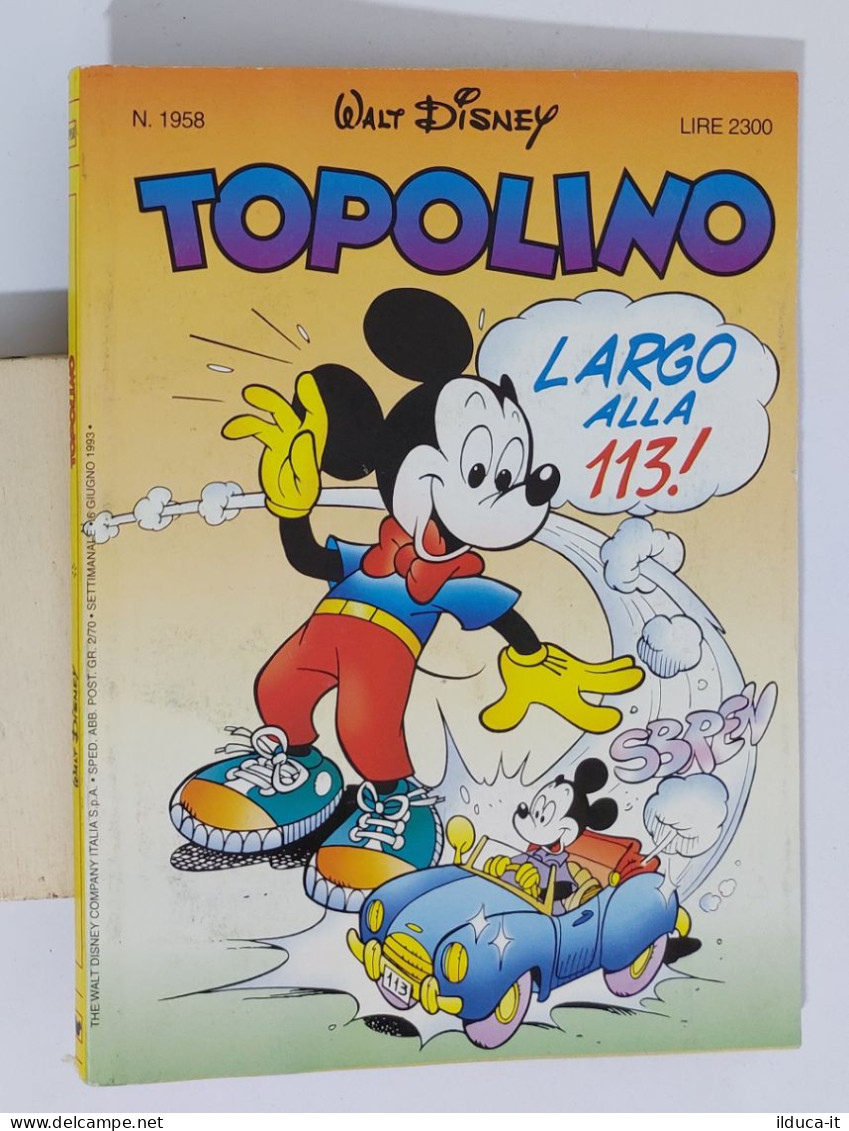 N. 1958
WALT DISNEY
LIRE 2300
TOPOLINO
LARGO
ALLA
113!
SBREN
113
THE WALT DISNEY COMPANY ITALIA S.p.A. • SPED. ABB. POST. GR. 2/70 • SETTIMANALE • 6 GIUGNO 1993 •
TOPOLINO
WALT DISNEY
www.delcampe.net
ilduca-it